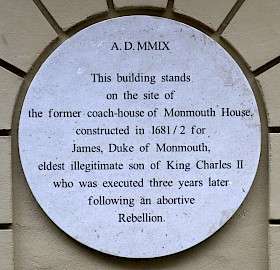 A.D. MMIX
This building stands
on the site of
the former coach-house of Monmouth House,
constructed in 1681/2 for
James, Duke of Monmouth,
eldest illegitimate son of King Charles II
who was executed three years later
following an abortive
Rebellion.